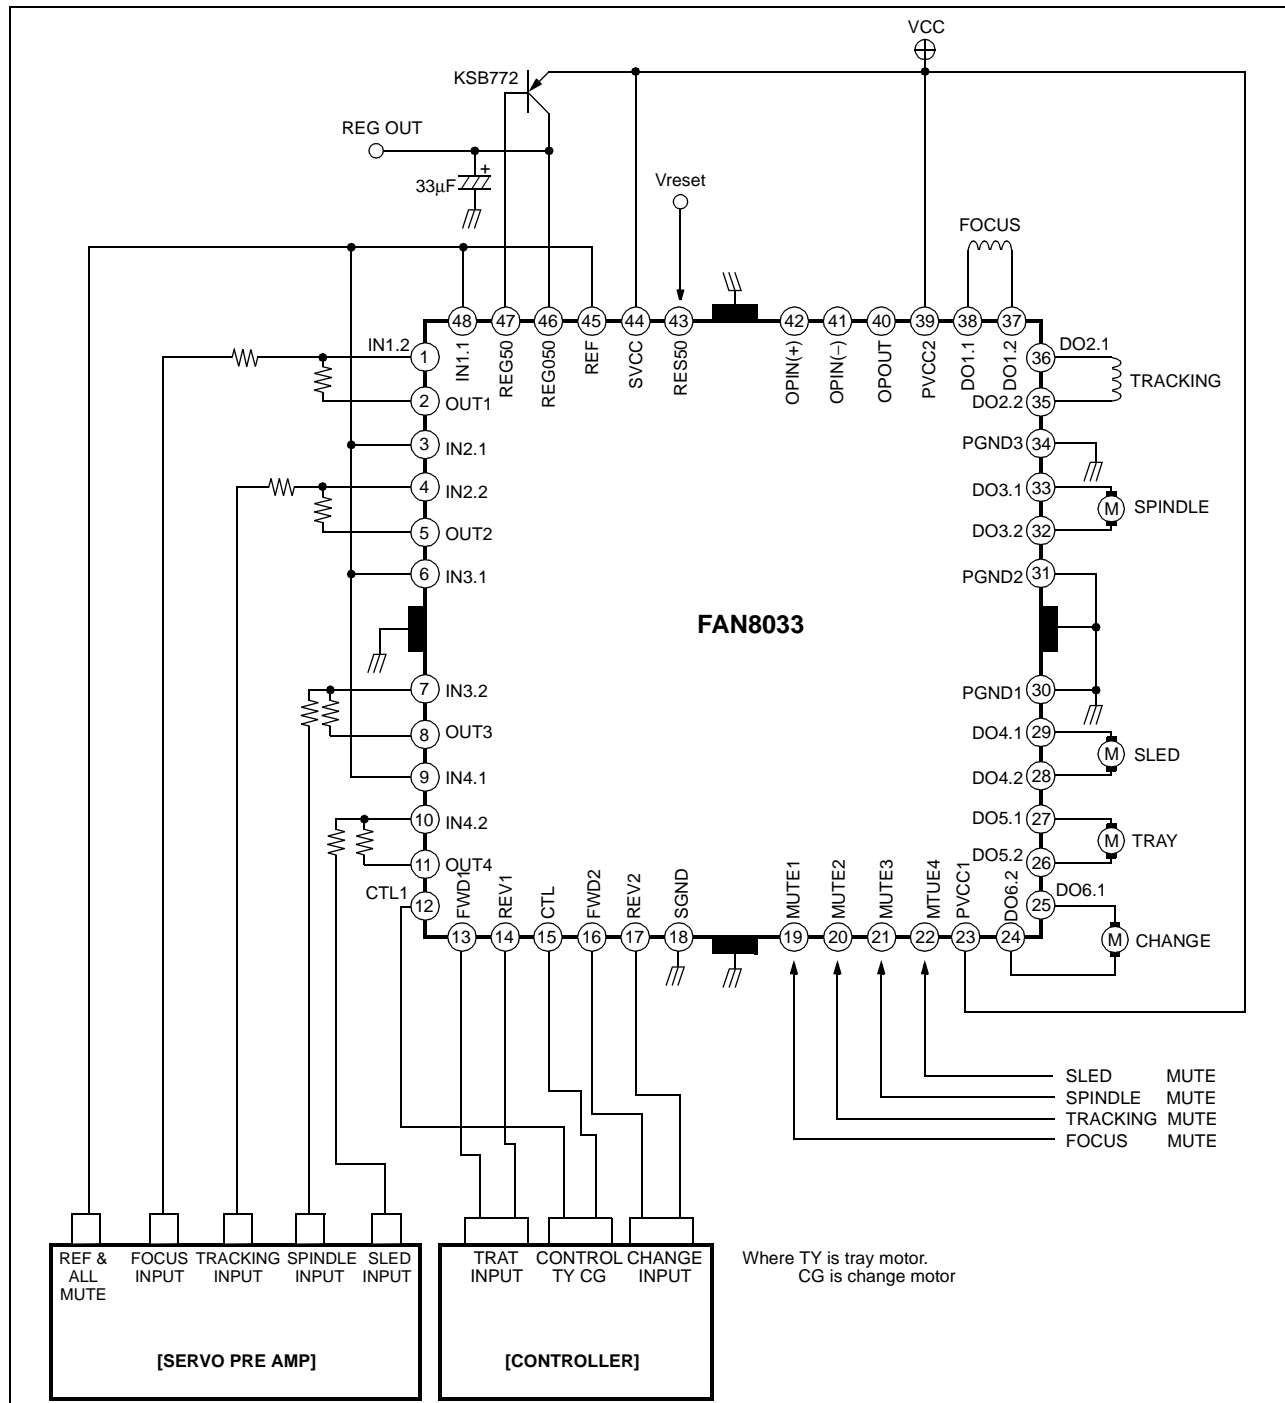 VCC
KSB772
REG OUT
33µF
+
Vreset
FOCUS
48 47 46 45 44 43 42 41 40 39 38 37
IN1.1
REG50
REG050
REF
SVCC
RES50
OPIN(+)
OPIN(−)
OPOUT
PVCC2
DO1.1
DO1.2
IN1.2
1
2 OUT1
3 IN2.1
4 IN2.2
5 OUT2
6 IN3.1
7 IN3.2
8 OUT3
9 IN4.1
10 IN4.2
11 OUT4
CTL1
12
FAN8033
DO2.1
36
TRACKING
DO2.2 35
PGND3 34
DO3.1 33
M SPINDLE
DO3.2 32
PGND2 31
PGND1 30
DO4.1 29
M SLED
DO4.2 28
DO5.1 27
M TRAY
DO5.2 26
DO6.1
25
M CHANGE
FWD1
REV1
CTL
FWD2
REV2
SGND
MUTE1
MUTE2
MUTE3
MTUE4
PVCC1
DO6.2
13 14 15 16 17 18 19 20 21 22 23 24
SLED MUTE
SPINDLE MUTE
TRACKING MUTE
FOCUS MUTE
REF &
ALL
MUTE
FOCUS
INPUT
TRACKING
INPUT
SPINDLE
INPUT
SLED
INPUT
[SERVO PRE AMP]
TRAT
INPUT
CONTROL
TY CG
CHANGE
INPUT
[CONTROLLER]
Where TY is tray motor.
CG is change motor